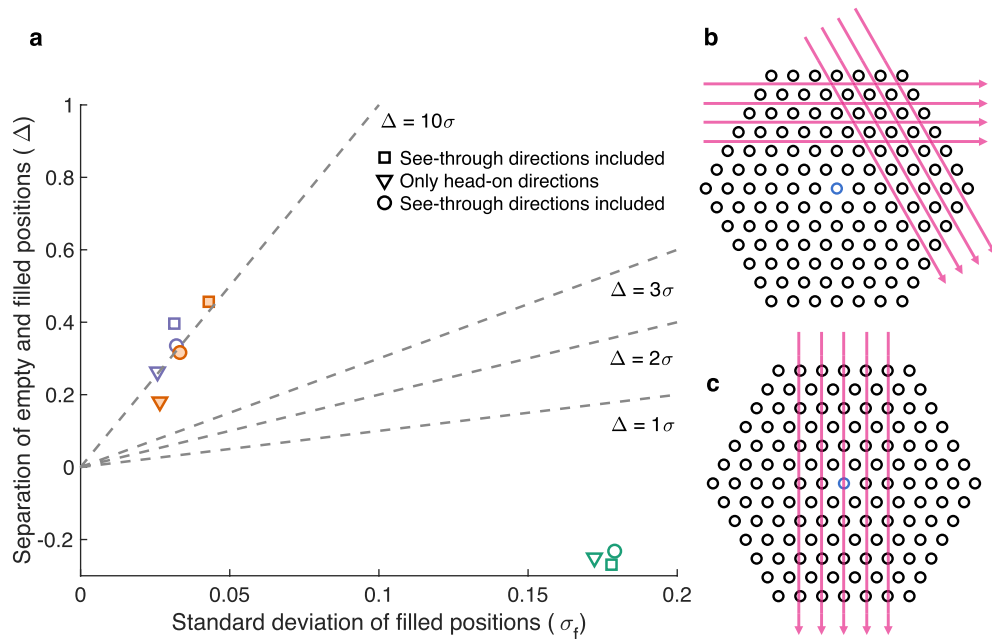 a
b
1
Δ = 10σ
See-through directions included
Only head-on directions
See-through directions included
0.8
0.6
Δ = 3σ
0.4
Δ = 2σ
c
0.2
Δ = 1σ
0
-0.2
0
0.05
0.1
0.15
0.2
Separation of empty and filled positions (Δ)
Standard deviation of filled positions (σf)